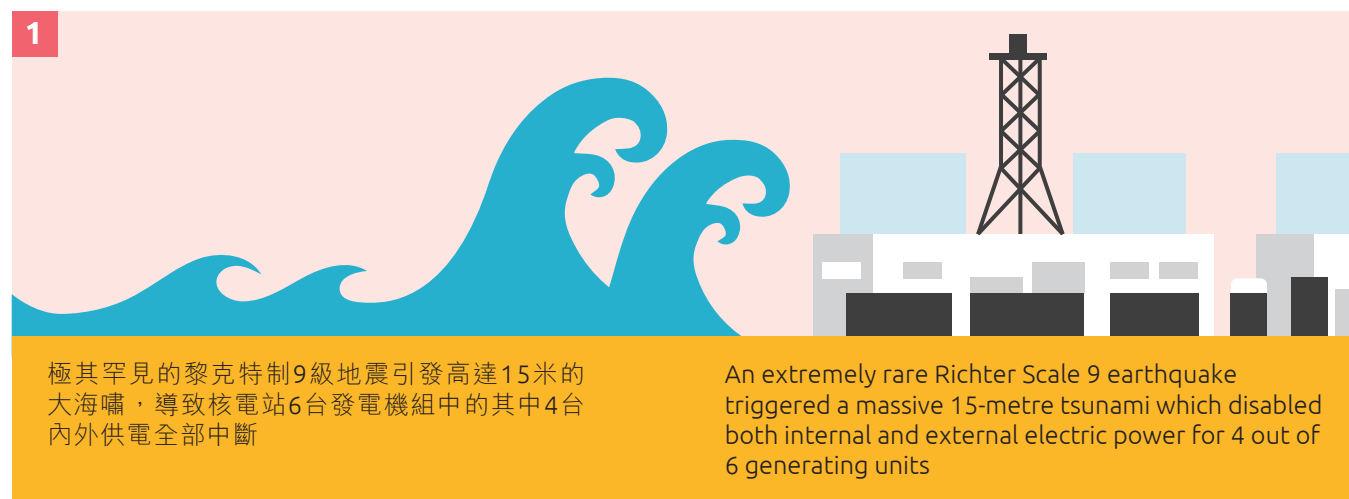 1
極其罕見的黎克特制9級地震引發高達15米的
大海嘯，導致核電站6台發電機組中的其中4台
內外供電全部中斷
An extremely rare Richter Scale 9 earthquake
triggered a massive 15-metre tsunami which disabled
both internal and external electric power for 4 out of
6 generating units